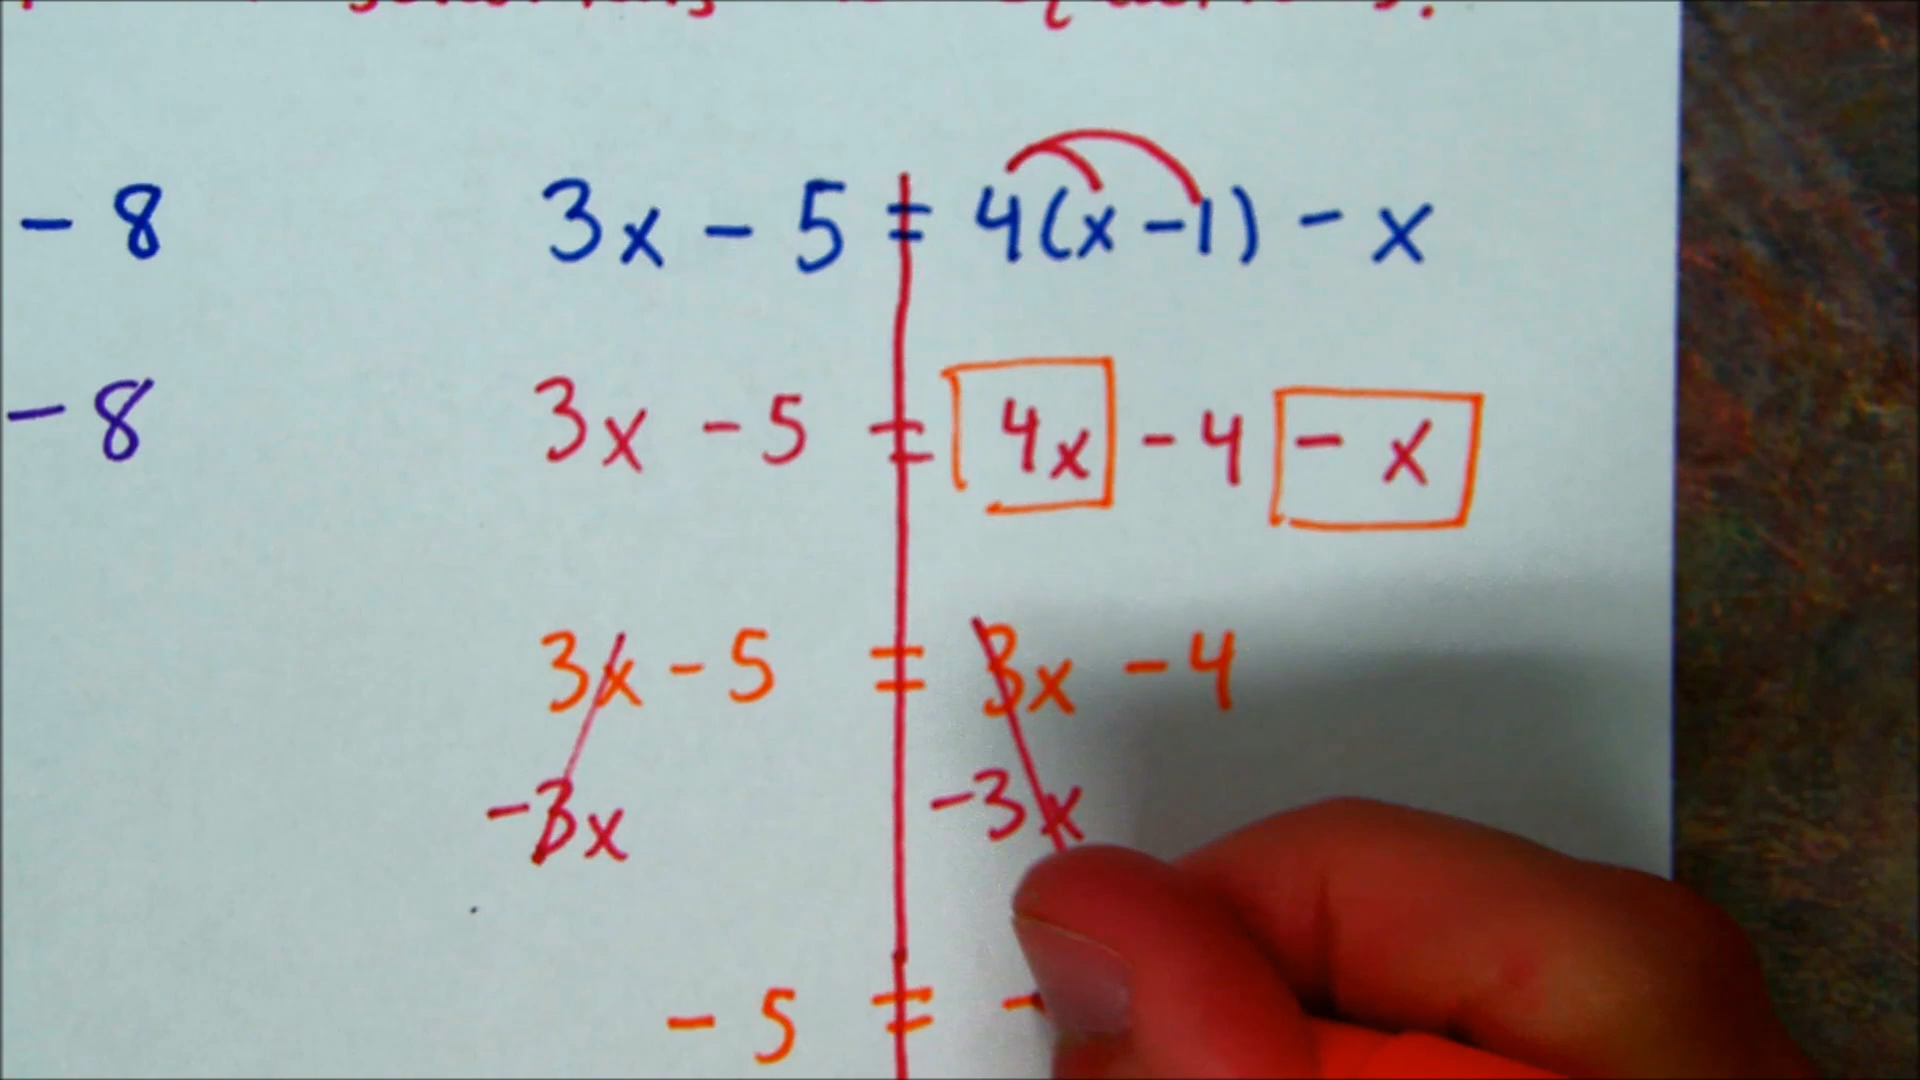 - 8
3x - 5 = 4(x - 1) - x
- 8
3x - 5 = 4x - 4 - x
3x - 5 = 3x - 4
-3x -3x
- 5 = -